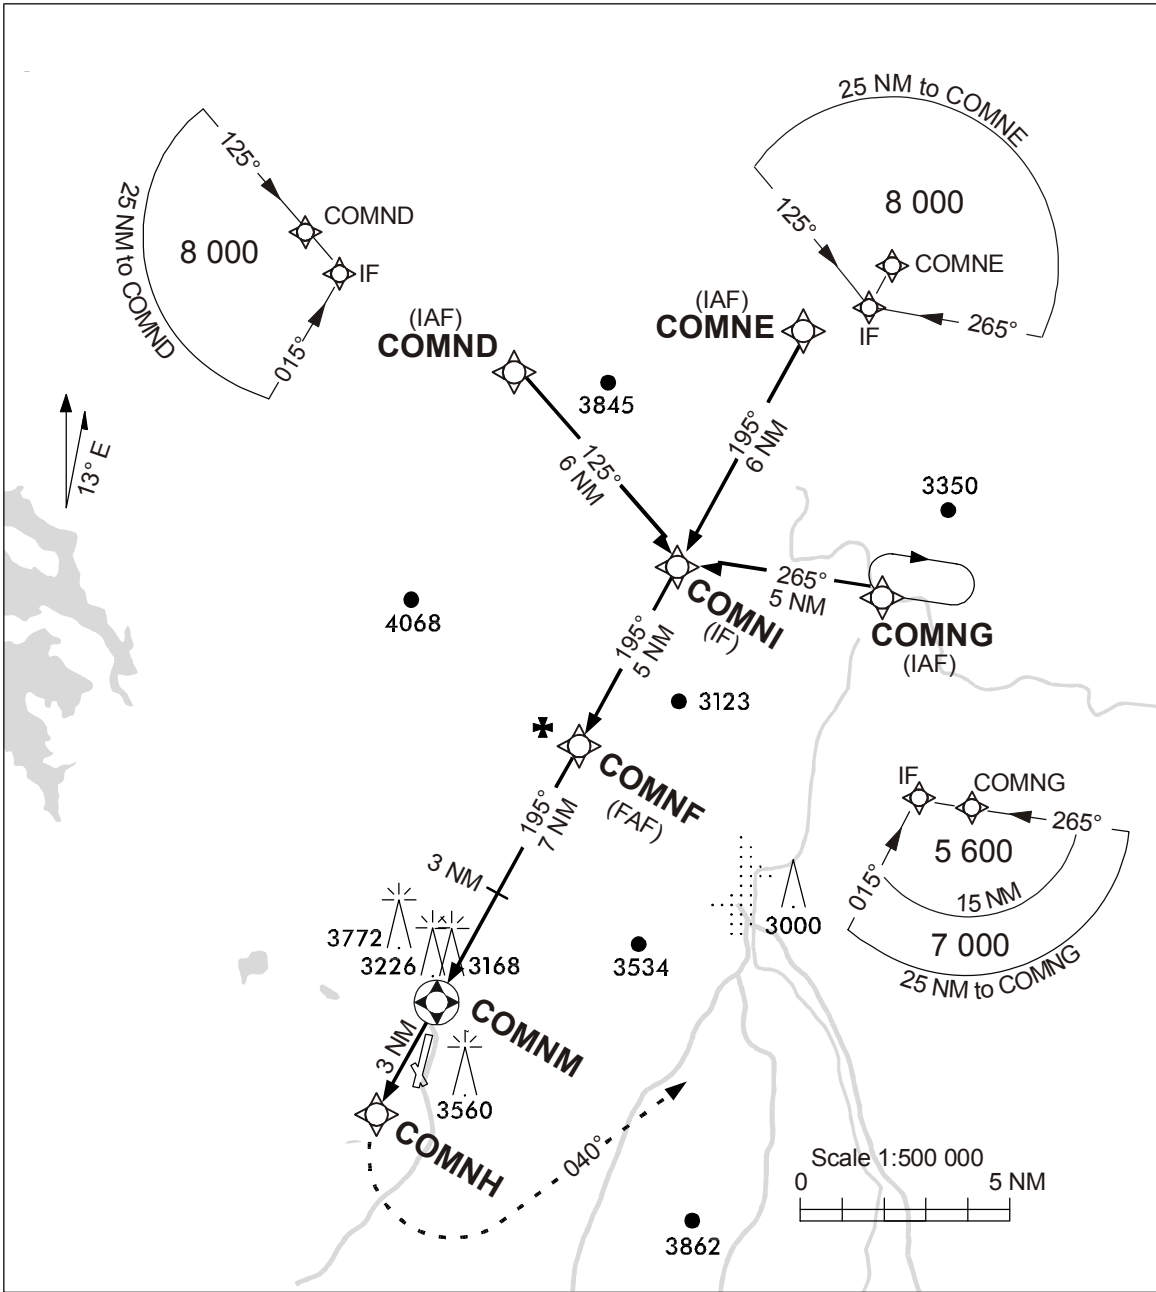 25 NM to COMNE
125°
COMND
25 NM to COMND
8 000
IF
015°
8 000
125°
COMNE
IF
265°
(IAF)
COMND
(IAF)
COMNE
3845
125°
6 NM
195°
6 NM
13° E
3350
265°
5 NM
COMNI
(IF)
COMNG
(IAF)
4068
195°
5 NM
3123
COMNF
(FAF)
IF
COMNG
265°
5 600
015°
15 NM
7 000
25 NM to COMNG
195°
7 NM
3 NM
3000
3772
3226
3168
3534
COMNM
3 NM
3560
COMNH
040°
Scale 1:500 000
0
5 NM
3862